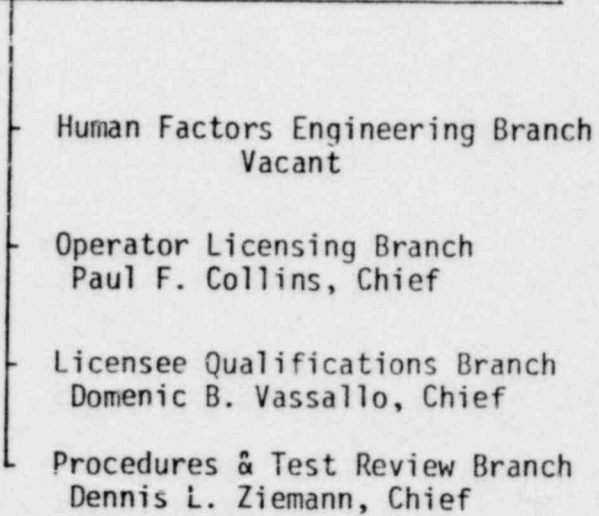 Human Factors Engineering Branch
Vacant
Operator Licensing Branch
Paul F. Collins, Chief
Licensee Qualifications Branch
Domenic B. Vassallo, Chief
Procedures & Test Review Branch
Dennis L. Ziemann, Chief